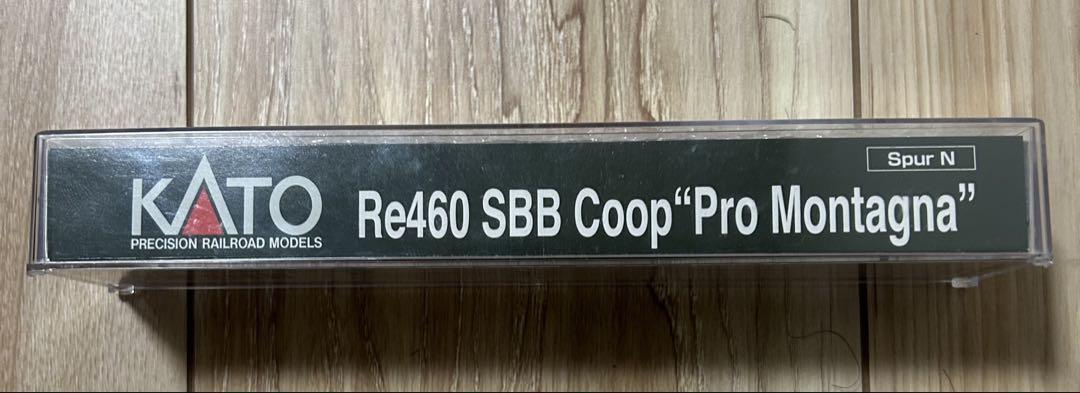 Spur N
KATO
PRECISION RAILROAD MODELS
Re460 SBB Coop“Pro Montagna”